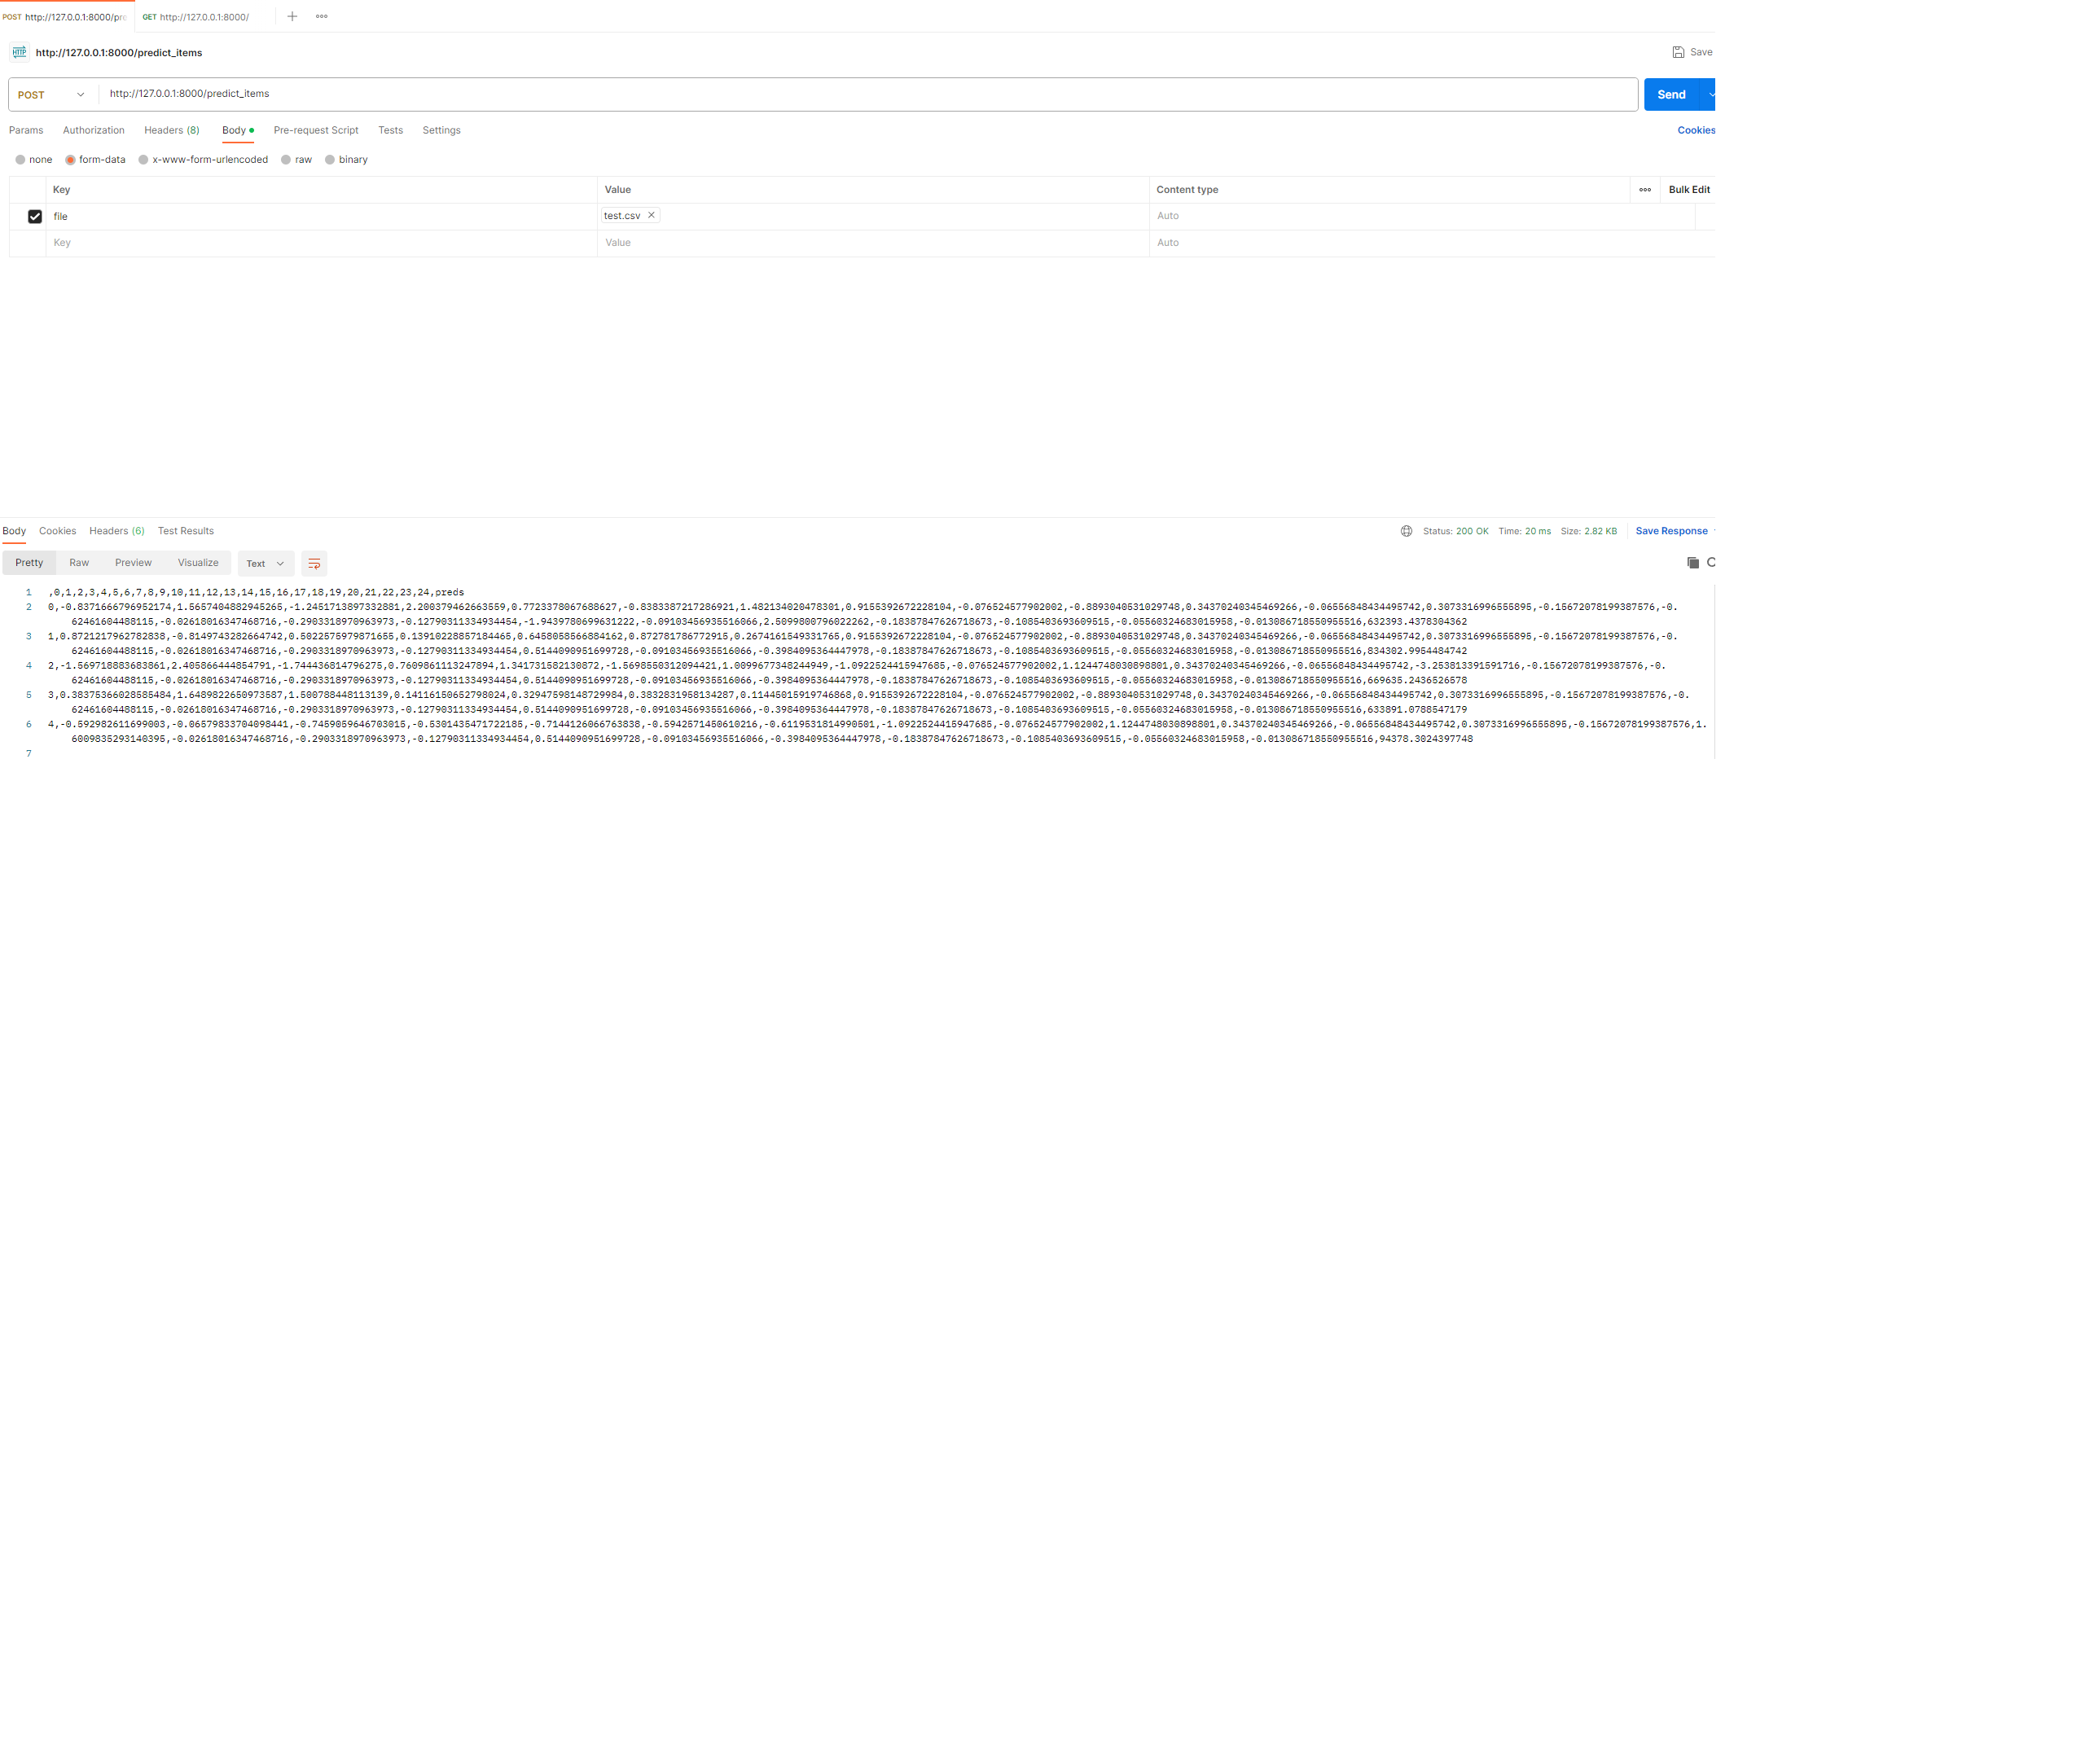 POST http://127.0.0.1:8000/pre
GET http://127.0.0.1:8000/
HTTP http://127.0.0.1:8000/predict_items
Save
POST http://127.0.0.1:8000/predict_items
Send
Params Authorization Headers (8) Body Pre-request Script Tests Settings Cookies
none form-data x-www-form-urlencoded raw binary
Key Value Content type Bulk Edit
file test.csv Auto
Key Value Auto
Body Cookies Headers (6) Test Results Status: 200 OK Time: 20 ms Size: 2.82 KB Save Response
Pretty Raw Preview Visualize Text
1 ,0,1,2,3,4,5,6,7,8,9,10,11,12,13,14,15,16,17,18,19,20,21,22,23,24,preds
2 0,-0.8371666796952174,1.5657404882945265,-1.2451713897332881,2.200379462663559,0.7723378067688627,-0.8383387217286921,1.482134020478301,0.9155392672228104,-0.076524577902002,-0.8893040531029748,0.34370240345469266,-0.06556848434495742,0.3073316996555895,-0.15672078199387576,-0.
62461604488115,-0.02618016347468716,-0.2903318970963973,-0.12790311334934454,-1.9439780699631222,-0.09103456935516066,2.5099800796022262,-0.18387847626718673,-0.1085403693609515,-0.05560324683015958,-0.013086718550955516,632393.4378304362
3 1,0.8721217962782838,-0.8149743282664742,0.5022575979871655,0.13910228857184465,0.6458058566884162,0.872781786772915,0.2674161549331765,0.9155392672228104,-0.076524577902002,-0.8893040531029748,0.34370240345469266,-0.06556848434495742,0.3073316996555895,-0.15672078199387576,-0.
62461604488115,-0.02618016347468716,-0.2903318970963973,-0.12790311334934454,0.5144090951699728,-0.09103456935516066,-0.3984095364447978,-0.18387847626718673,-0.1085403693609515,-0.05560324683015958,-0.013086718550955516,834302.9954484742
4 2,-1.569718883683861,2.405866444854791,-1.744436814796275,0.7609861113247894,1.341731582130872,-1.5698550312094421,1.0099677348244949,-1.0922524415947685,-0.076524577902002,1.1244748030898801,0.34370240345469266,-0.06556848434495742,-3.253813391591716,-0.15672078199387576,-0.
62461604488115,-0.02618016347468716,-0.2903318970963973,-0.12790311334934454,0.5144090951699728,-0.09103456935516066,-0.3984095364447978,-0.18387847626718673,-0.1085403693609515,-0.05560324683015958,-0.013086718550955516,669635.2436526578
5 3,0.38375366028585484,1.6489822650973587,1.500788448113139,0.14116150652798024,0.32947598148729984,0.3832831958134287,0.11445015919746868,0.9155392672228104,-0.076524577902002,-0.8893040531029748,0.34370240345469266,-0.06556848434495742,0.3073316996555895,-0.15672078199387576,-0.
62461604488115,-0.02618016347468716,-0.2903318970963973,-0.12790311334934454,0.5144090951699728,-0.09103456935516066,-0.3984095364447978,-0.18387847626718673,-0.1085403693609515,-0.05560324683015958,-0.013086718550955516,633891.0788547179
6 4,-0.592982611699003,-0.06579833704098441,-0.7459059646703015,-0.5301435471722185,-0.7144126066763838,-0.5942571450610216,-0.6119531814990501,-1.0922524415947685,-0.076524577902002,1.1244748030898801,0.34370240345469266,-0.06556848434495742,0.3073316996555895,-0.15672078199387576,1.
6009835293140395,-0.02618016347468716,-0.2903318970963973,-0.12790311334934454,0.5144090951699728,-0.09103456935516066,-0.3984095364447978,-0.18387847626718673,-0.1085403693609515,-0.05560324683015958,-0.013086718550955516,94378.3024397748
7